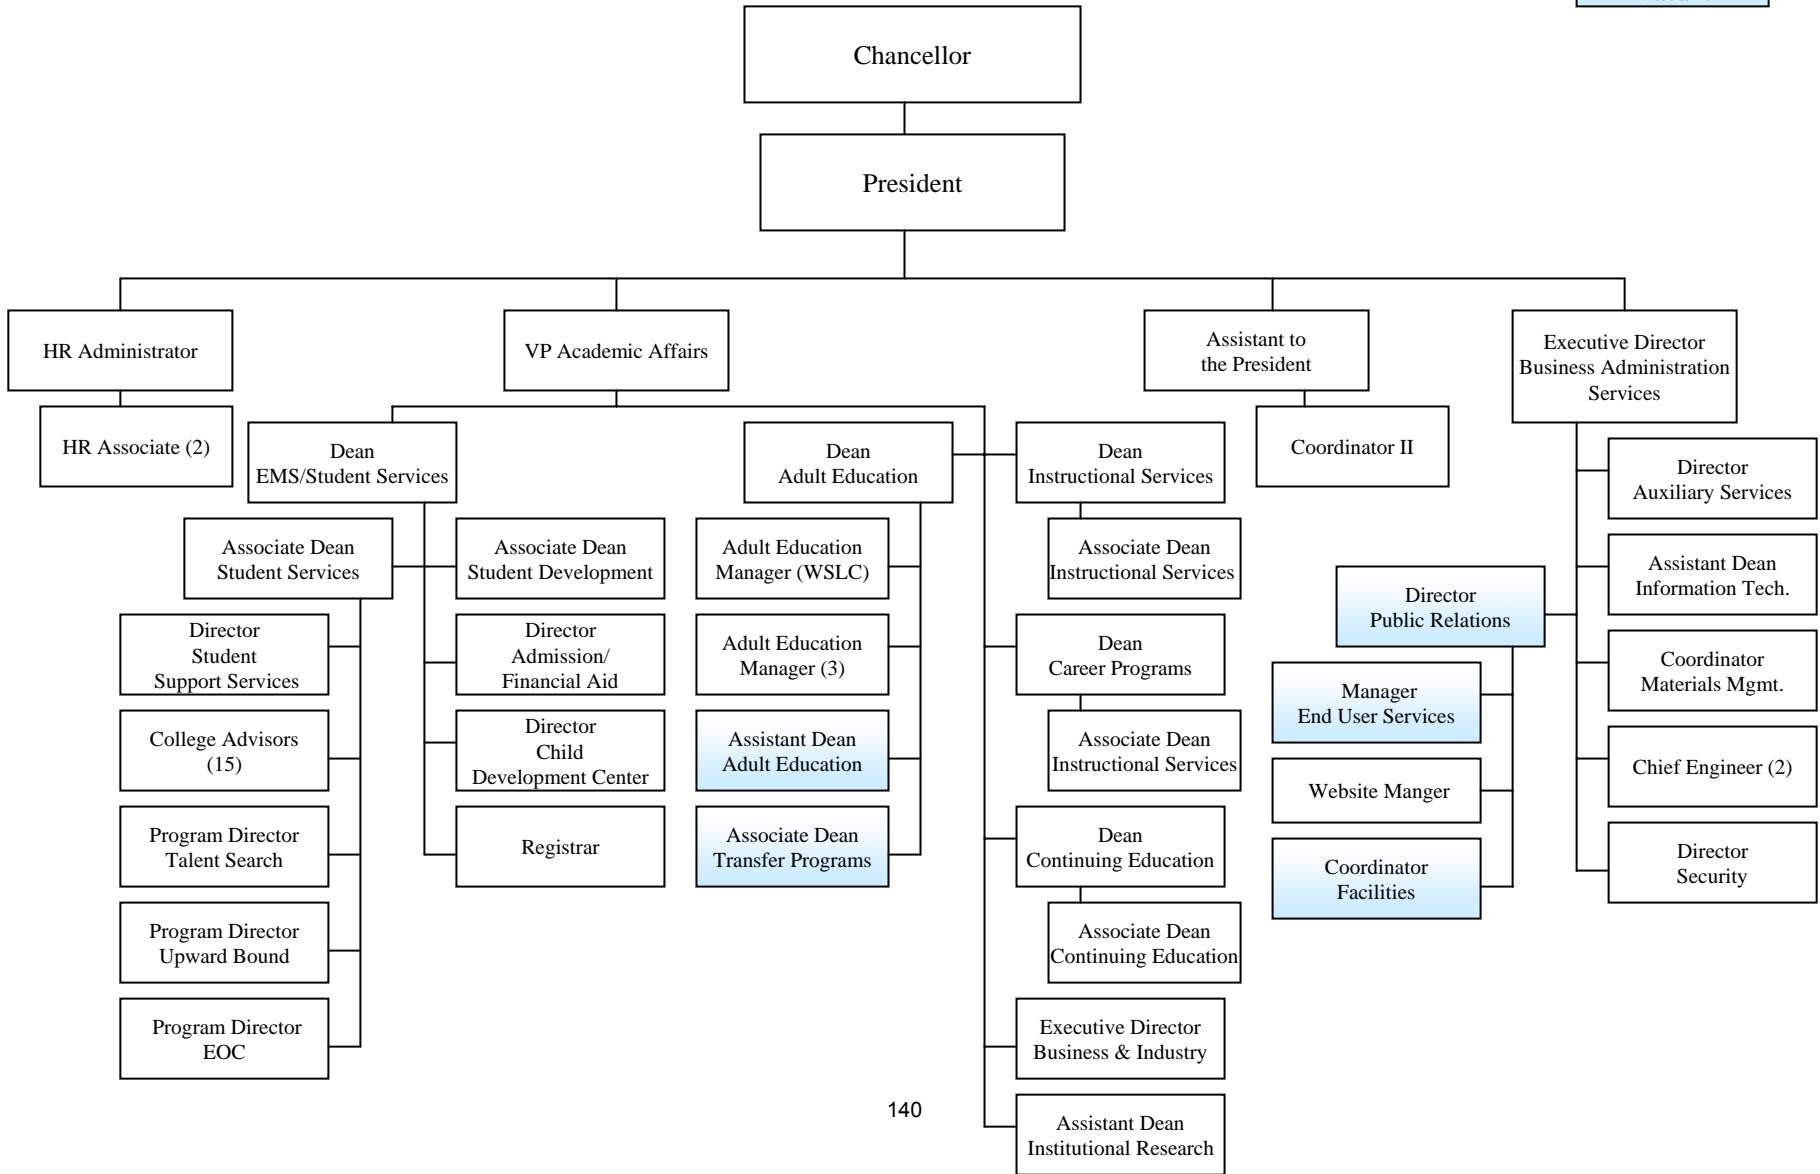 Chancellor
President
HR Administrator
VP Academic Affairs
Assistant to
the President
Executive Director
Business Administration
Services
HR Associate (2)
Dean
EMS/Student Services
Dean
Adult Education
Dean
Instructional Services
Coordinator II
Director
Auxiliary Services
Associate Dean
Student Services
Associate Dean
Student Development
Adult Education
Manager (WSLC)
Associate Dean
Instructional Services
Assistant Dean
Information Tech.
Director
Public Relations
Director
Student
Support Services
Director
Admission/
Financial Aid
Adult Education
Manager (3)
Dean
Career Programs
Coordinator
Materials Mgmt.
Manager
End User Services
College Advisors
(15)
Director
Child
Development Center
Assistant Dean
Adult Education
Associate Dean
Instructional Services
Chief Engineer (2)
Website Manger
Program Director
Talent Search
Registrar
Associate Dean
Transfer Programs
Dean
Continuing Education
Coordinator
Facilities
Director
Security
Program Director
Upward Bound
Associate Dean
Continuing Education
Program Director
EOC
Executive Director
Business & Industry
Assistant Dean
Institutional Research
140